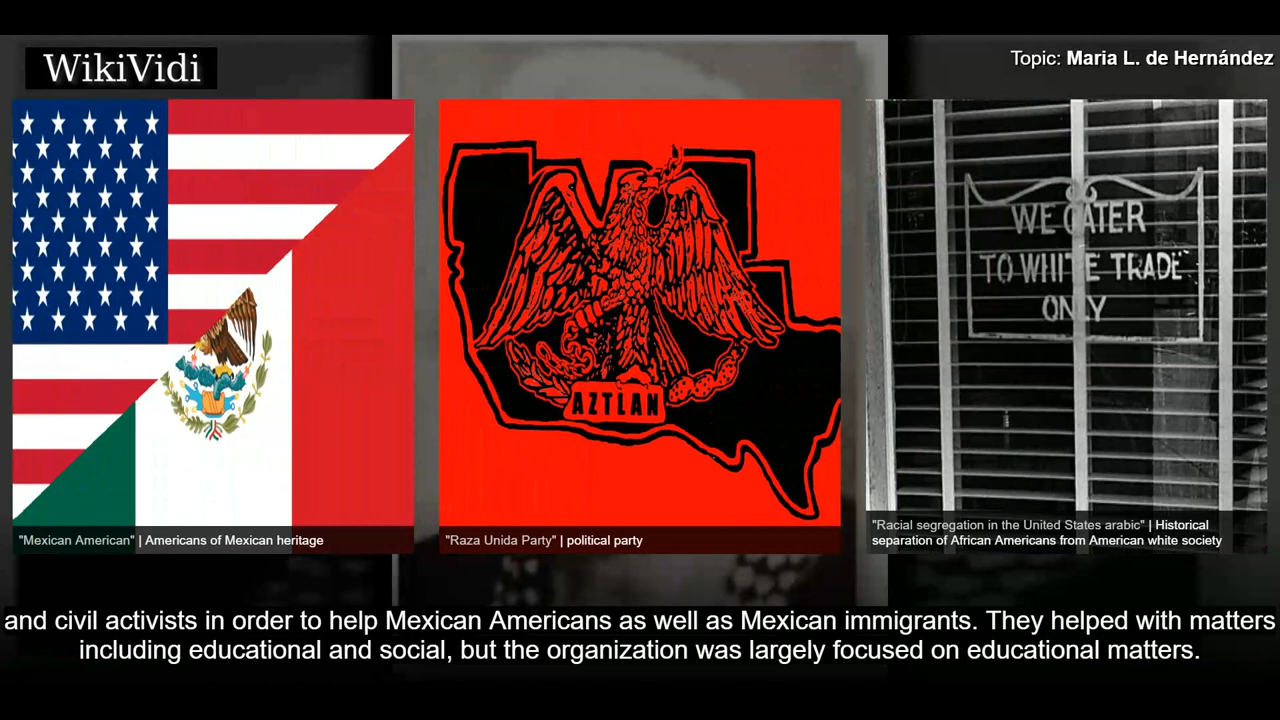 WikiVidi
Topic: Maria L. de Hernández
AZTLAN
WE CATER
TO WHITE TRADE
ONLY
"Mexican American" | Americans of Mexican heritage
"Raza Unida Party" | political party
"Racial segregation in the United States arabic" | Historical
separation of African Americans from American white society
and civil activists in order to help Mexican Americans as well as Mexican immigrants. They helped with matters
including educational and social, but the organization was largely focused on educational matters.